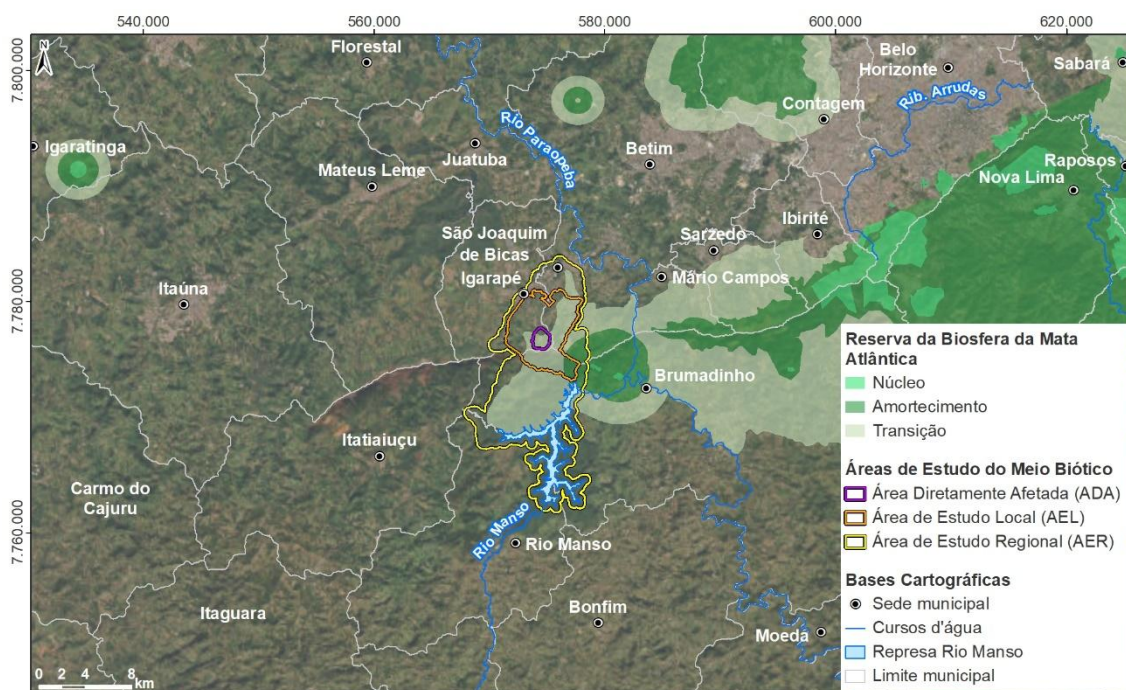 540.000 560.000 580.000 600.000 620.000
7.800.000
7.780.000
7.760.000
N
Florestal
Belo
Horizonte
Sabará
Rib. Arrudas
Contagem
Rio Paraopeba
Igaratinga
Juatuba
Betim
Mateus Leme
Raposos
Nova Lima
Ibirité
São Joaquim
de Bicas
Sarzedo
Igarapé
Mário Campos
Itaúna
Brumadinho
Itatiaiuçu
Carmo do
Cajuru
Rio Manso
Rio Manso
Itaguara
Bonfim
Moeda
0 2 4 8
km
Reserva da Biosfera da Mata
Atlântica
Núcleo
Amortecimento
Transição
Áreas de Estudo do Meio Biótico
Área Diretamente Afetada (ADA)
Área de Estudo Local (AEL)
Área de Estudo Regional (AER)
Bases Cartográficas
Sede municipal
Cursos d'água
Represa Rio Manso
Limite municipal